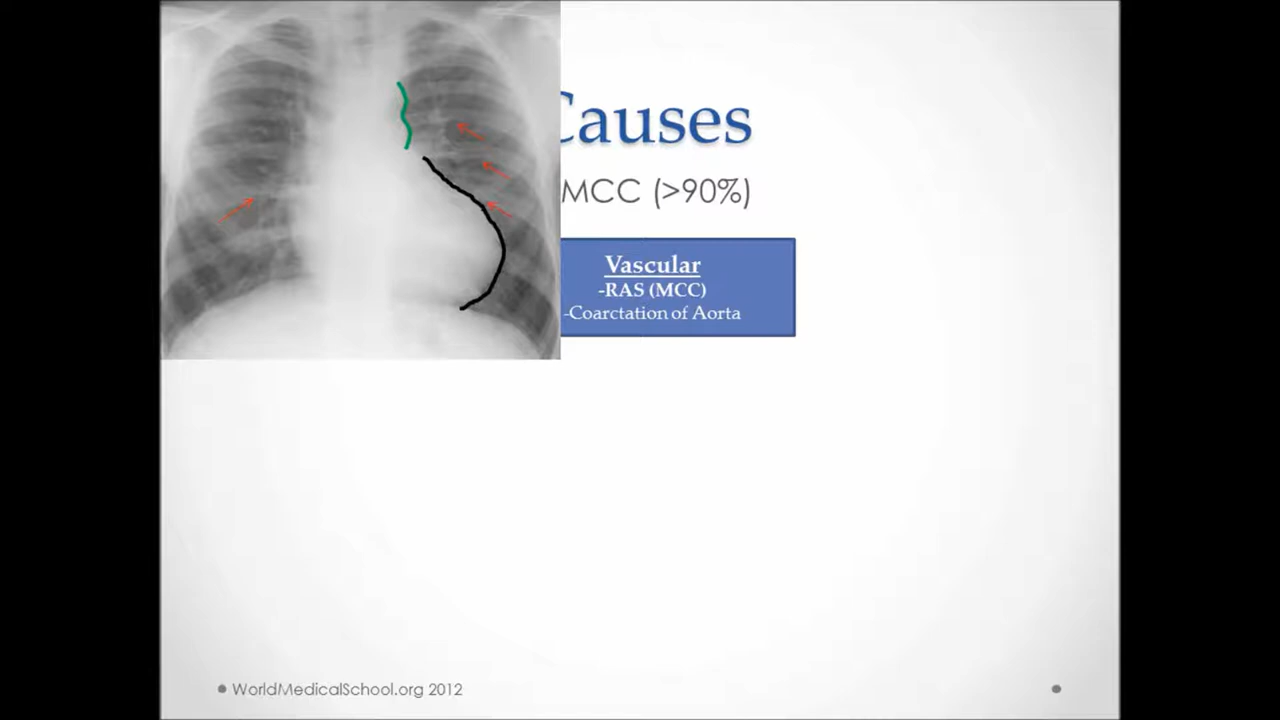 Causes
MCC (>90%)
Vascular
-RAS (MCC)
-Coarctation of Aorta
WorldMedicalSchool.org 2012